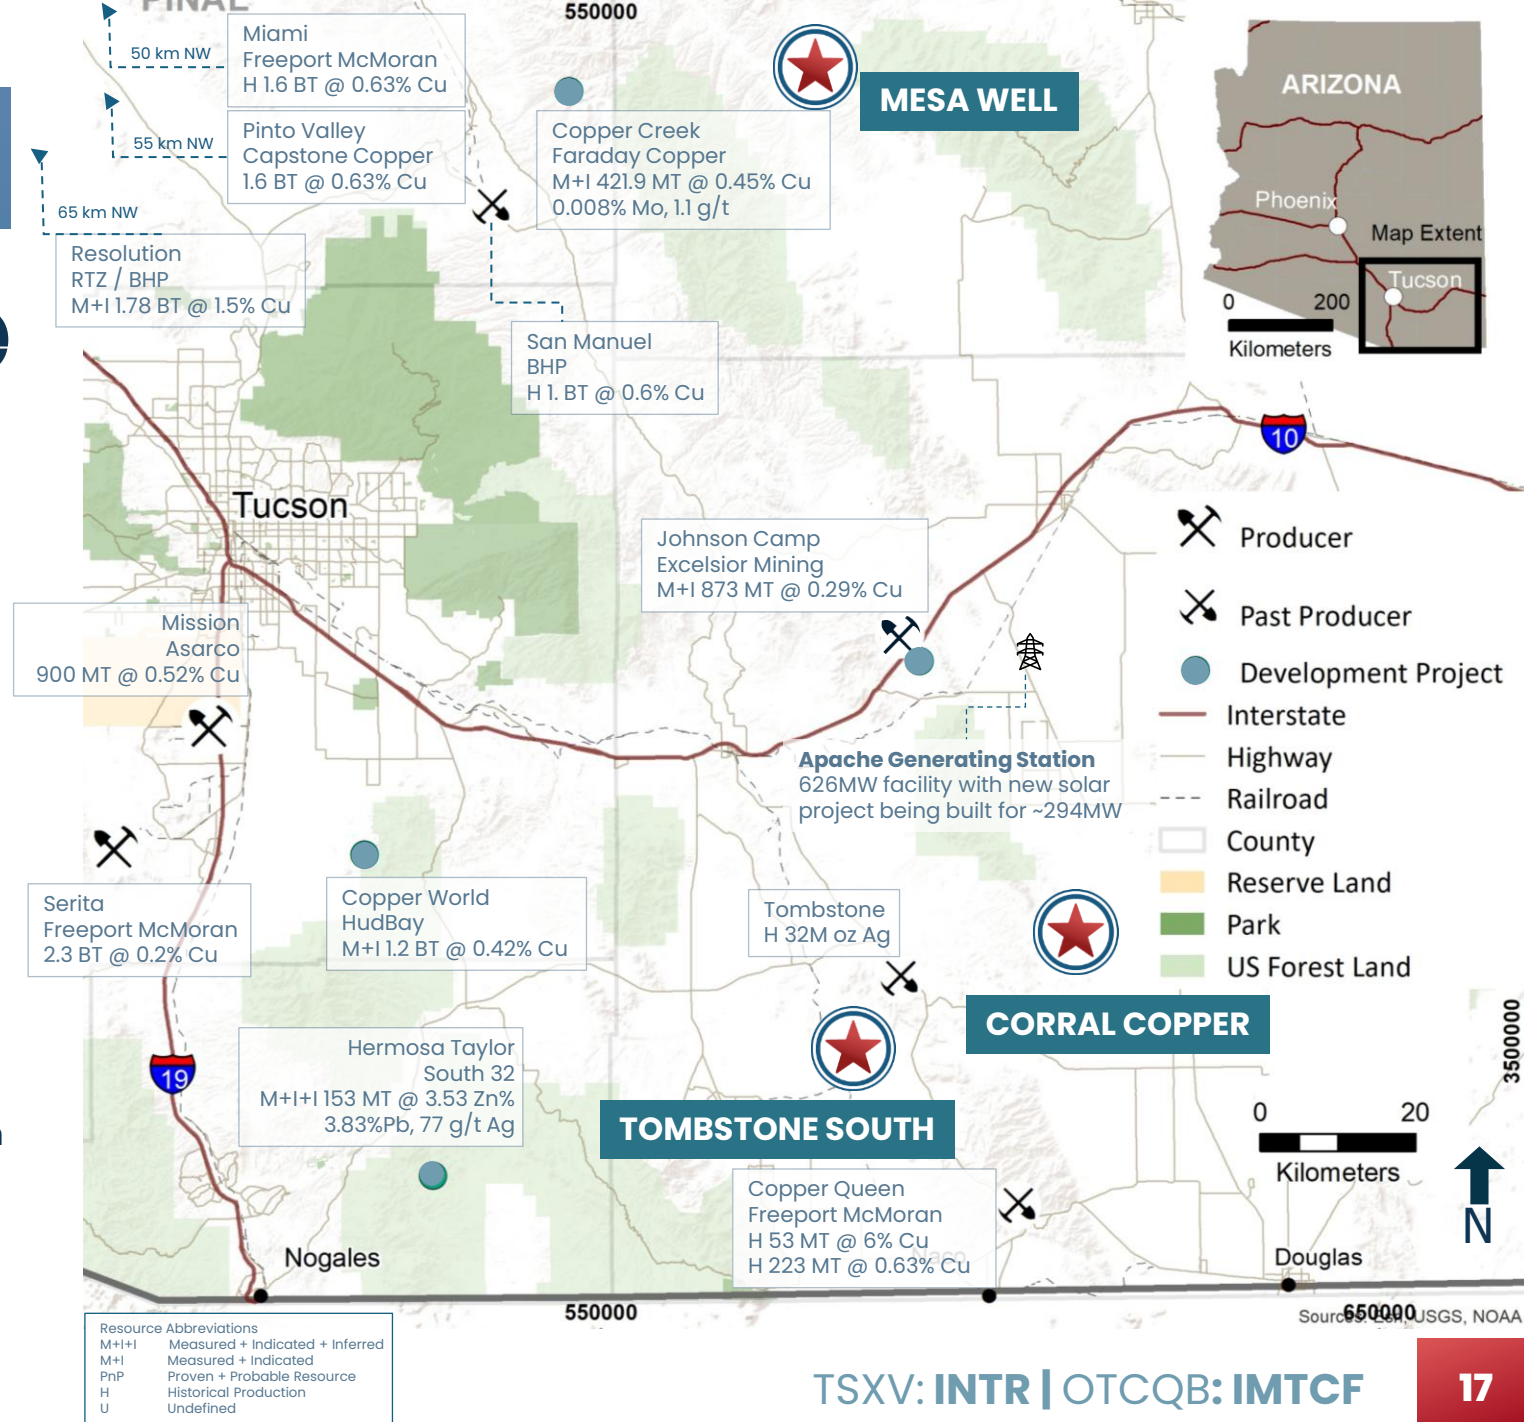 PINAL
550000
50 km NW
Miami
Freeport McMoran
H 1.6 BT @ 0.63% Cu
55 km NW
Pinto Valley
Capstone Copper
1.6 BT @ 0.63% Cu
65 km NW
Resolution
RTZ / BHP
M+I 1.78 BT @ 1.5% Cu
Copper Creek
Faraday Copper
M+I 421.9 MT @ 0.45% Cu
0.008% Mo, 1.1 g/t
MESA WELL
ARIZONA
Phoenix
Map Extent
Tucson
0 200
Kilometers
San Manuel
BHP
H 1. BT @ 0.6% Cu
10
Tucson
Johnson Camp
Excelsior Mining
M+I 873 MT @ 0.29% Cu
Mission
Asarco
900 MT @ 0.52% Cu
Apache Generating Station
626MW facility with new solar
project being built for ~294MW
Producer
Past Producer
Development Project
Interstate
Highway
Railroad
County
Reserve Land
Park
US Forest Land
Serita
Freeport McMoran
2.3 BT @ 0.2% Cu
Copper World
HudBay
M+I 1.2 BT @ 0.42% Cu
Tombstone
H 32M oz Ag
CORRAL COPPER
19
Hermosa Taylor
South 32
M+I+I 153 MT @ 3.53 Zn%
3.83%Pb, 77 g/t Ag
TOMBSTONE SOUTH
3500000
0 20
Kilometers
N
Copper Queen
Freeport McMoran
H 53 MT @ 6% Cu
H 223 MT @ 0.63% Cu
Naco
Nogales
Douglas
550000
650000
Sources: Esri, USGS, NOAA
Resource Abbreviations
M+I+I Measured + Indicated + Inferred
M+I Measured + Indicated
PnP Proven + Probable Resource
H Historical Production
U Undefined
TSXV: INTR | OTCQB: IMTCF
17